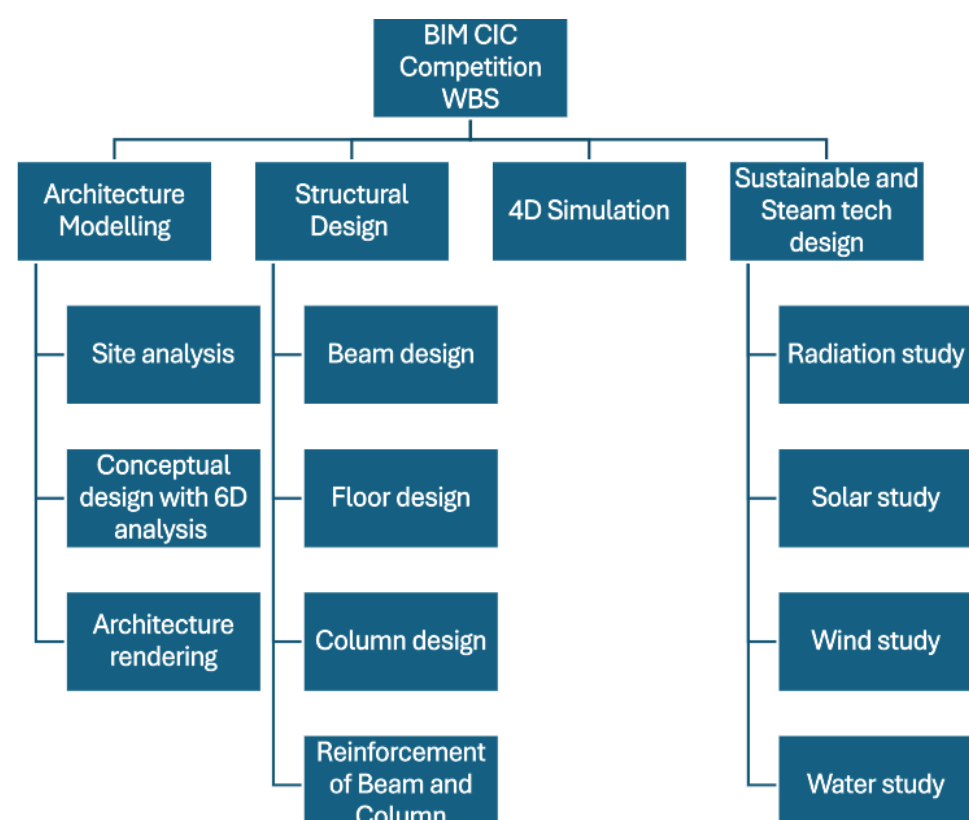 BIM CIC
Competition
WBS
Architecture
Modelling
Structural
Design
4D Simulation
Sustainable and
Steam tech
design
Site analysis
Conceptual
design with 6D
analysis
Architecture
rendering
Beam design
Floor design
Column design
Reinforcement
of Beam and
Column
Radiation study
Solar study
Wind study
Water study